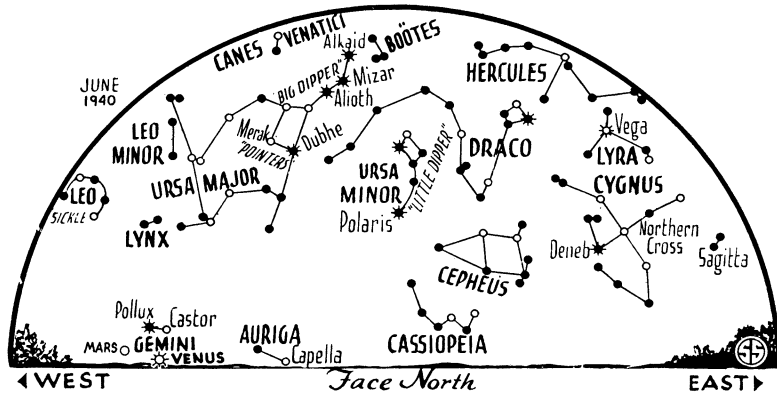 CANES
VENATICI
Alkaid
BOÖTES
HERCULES
JUNE
1940
"BIG DIPPER"
Mizar
Alioth
LEO
MINOR
Merak
"POINTERS"
Dubhe
Vega
LYRA
DRACO
URSA MAJOR
URSA
MINOR
"LITTLE DIPPER"
Polaris
CYGNUS
LEO
SICKLE
LYNX
Northern
Cross
Deneb
Sagitta
CEPHEUS
Pollux
Castor
MARS
GEMINI
VENUS
AURIGA
Capella
CASSIOPEIA
WEST
Face North
EAST